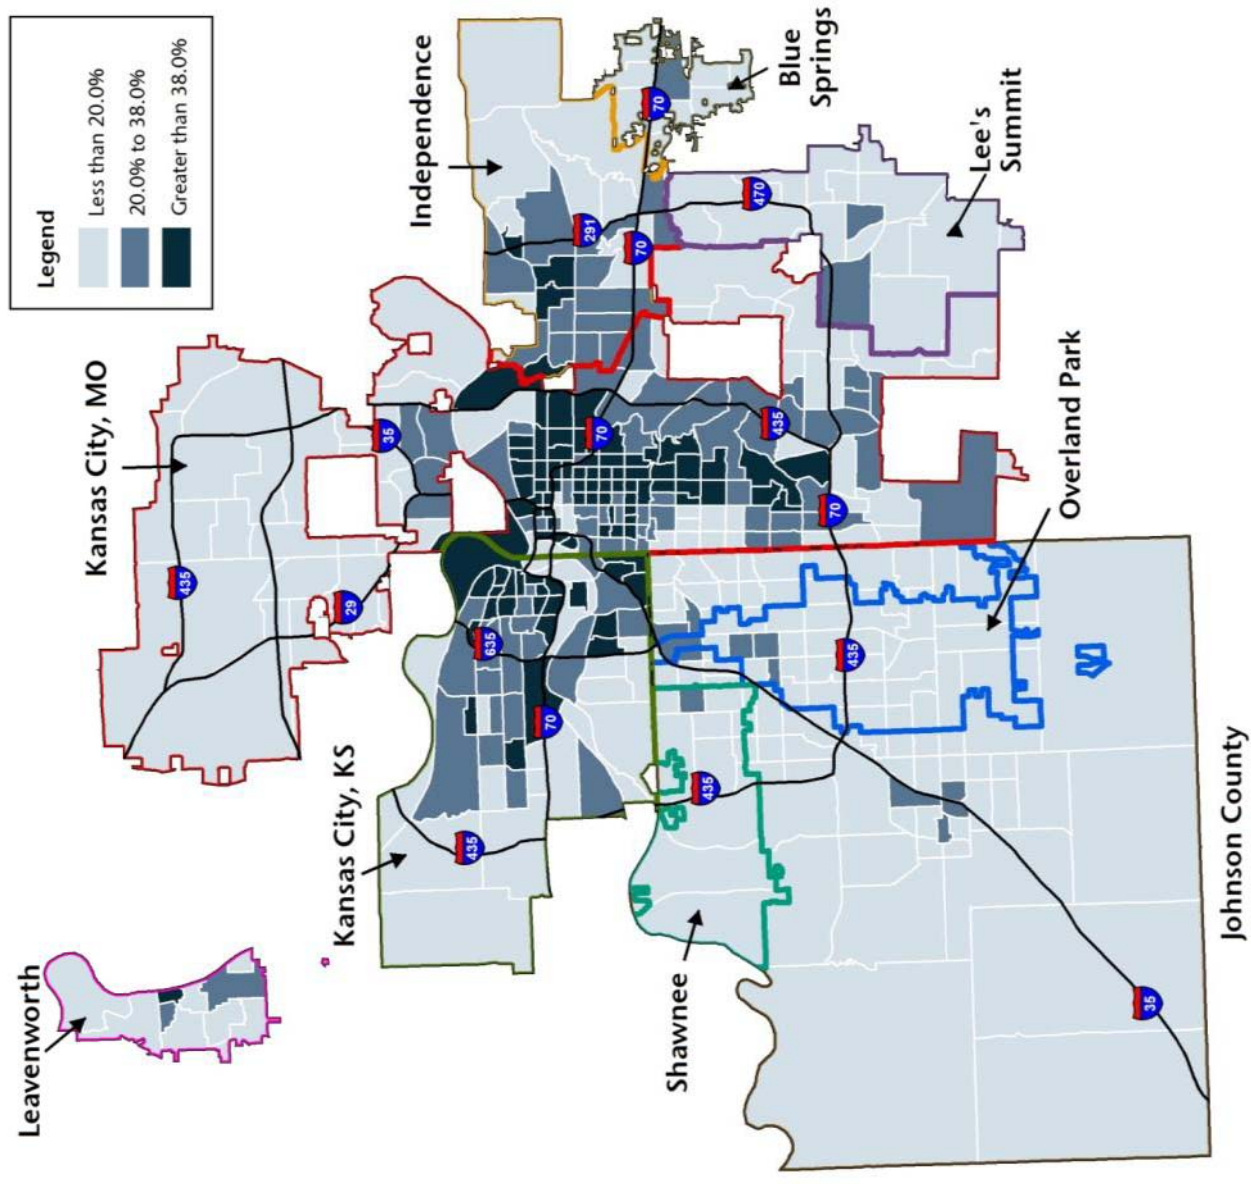 Legend
Less than 20.0%
20.0% to 38.0%
Greater than 38.0%
Leavenworth
Kansas City, KS
Kansas City, MO
Independence
Blue
Springs
Lee's
Summit
Overland Park
Shawnee
Johnson County
435
29
35
435
635
70
70
291
70
70
470
435
70
435
435
35